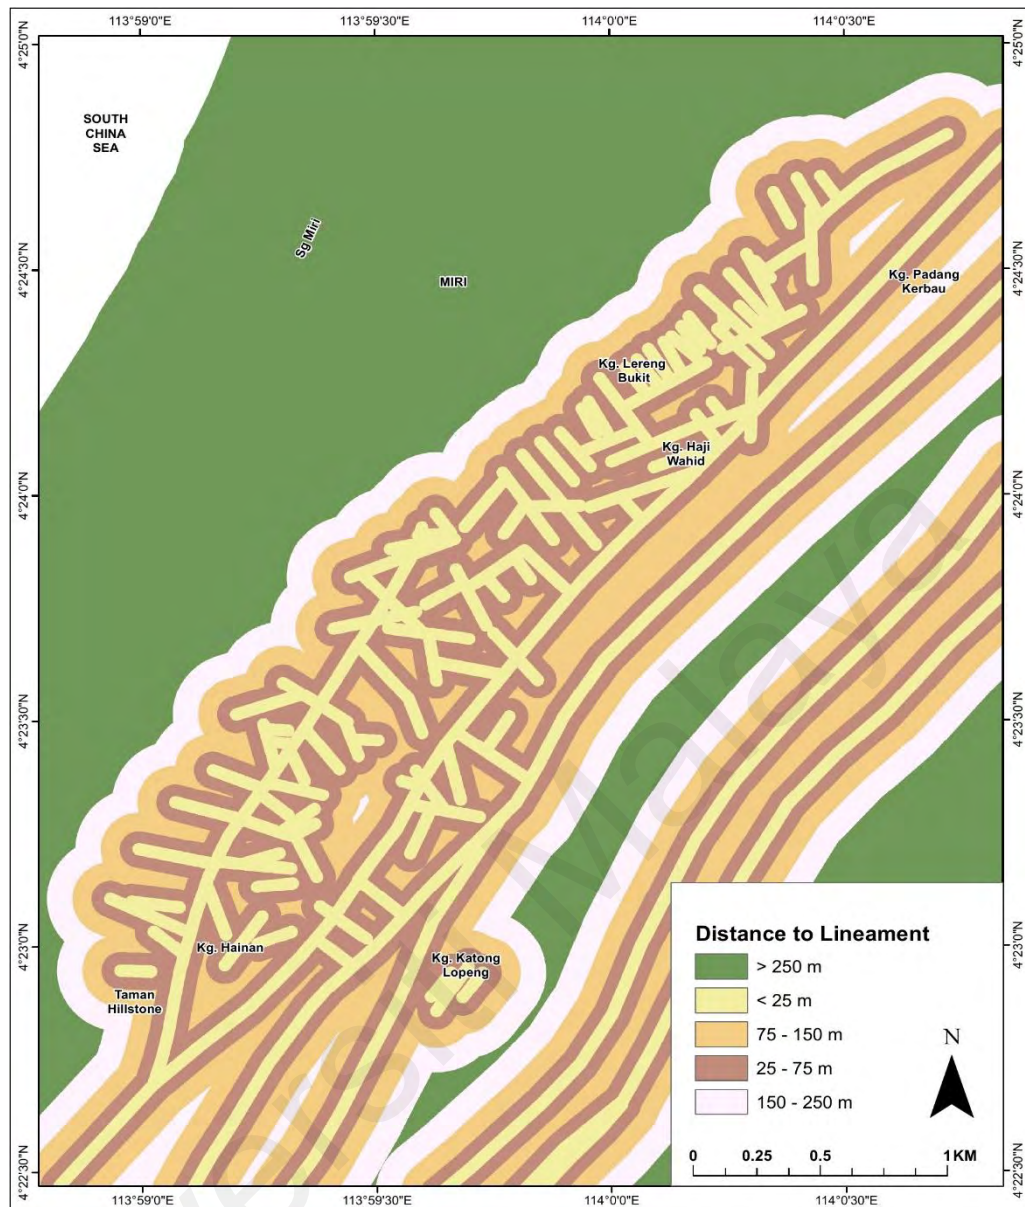 113°59'0"E
113°59'30"E
114°0'0"E
114°0'30"E
4°25'0"N
4°25'0"N
SOUTH
CHINA
SEA
Sg Miri
MIRI
4°24'30"N
4°24'30"N
Kg. Padang
Kerbau
Kg. Lereng
Bukit
Kg. Haji
Wahid
4°24'0"N
4°24'0"N
4°23'30"N
4°23'30"N
4°23'0"N
4°23'0"N
Kg. Hainan
Kg. Katong
Lopeng
Taman
Hillstone
Distance to Lineament
> 250 m
< 25 m
75 - 150 m
25 - 75 m
150 - 250 m
N
0 0.25 0.5 1 KM
4°22'30"N
4°22'30"N
113°59'0"E
113°59'30"E
114°0'0"E
114°0'30"E
Malaya